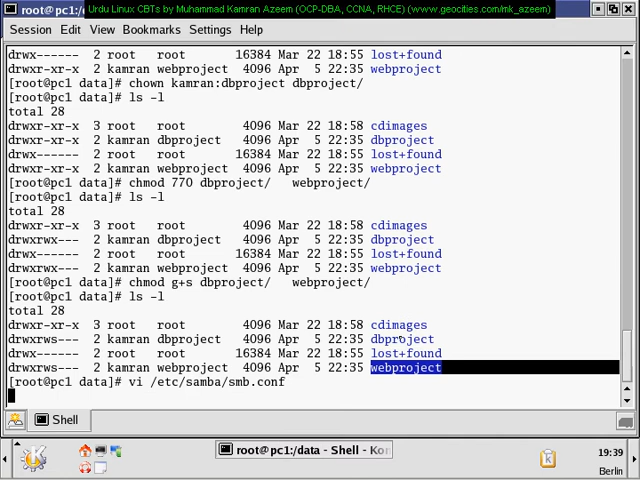 root@pc1:/
Urdu Linux CBTs by Muhammad Kamran Azeem (OCP-DBA, CCNA, RHCE) (www.geocities.com/mk_azeem)
Session Edit View Bookmarks Settings Help
drwx------ 2 root root 16384 Mar 22 18:55 lost+found
drwxr-xr-x 2 kamran webproject 4096 Apr 5 22:35 webproject
[root@pc1 data]# chown kamran:dbproject dbproject/
[root@pc1 data]# ls -l
total 28
drwxr-xr-x 3 root root 4096 Mar 22 18:58 cdimages
drwxr-xr-x 2 kamran dbproject 4096 Apr 5 22:35 dbproject
drwx------ 2 root root 16384 Mar 22 18:55 lost+found
drwxr-xr-x 2 kamran webproject 4096 Apr 5 22:35 webproject
[root@pc1 data]# chmod 770 dbproject/ webproject/
[root@pc1 data]# ls -l
total 28
drwxr-xr-x 3 root root 4096 Mar 22 18:58 cdimages
drwxrwx--- 2 kamran dbproject 4096 Apr 5 22:35 dbproject
drwx------ 2 root root 16384 Mar 22 18:55 lost+found
drwxrwx--- 2 kamran webproject 4096 Apr 5 22:35 webproject
[root@pc1 data]# chmod g+s dbproject/ webproject/
[root@pc1 data]# ls -l
total 28
drwxr-xr-x 3 root root 4096 Mar 22 18:58 cdimages
drwxrws--- 2 kamran dbproject 4096 Apr 5 22:35 dbproject
drwx------ 2 root root 16384 Mar 22 18:55 lost+found
drwxrws--- 2 kamran webproject 4096 Apr 5 22:35 webproject
[root@pc1 data]# vi /etc/samba/smb.conf
Shell
root@pc1:/data - Shell - Kon
19:39
Berlin